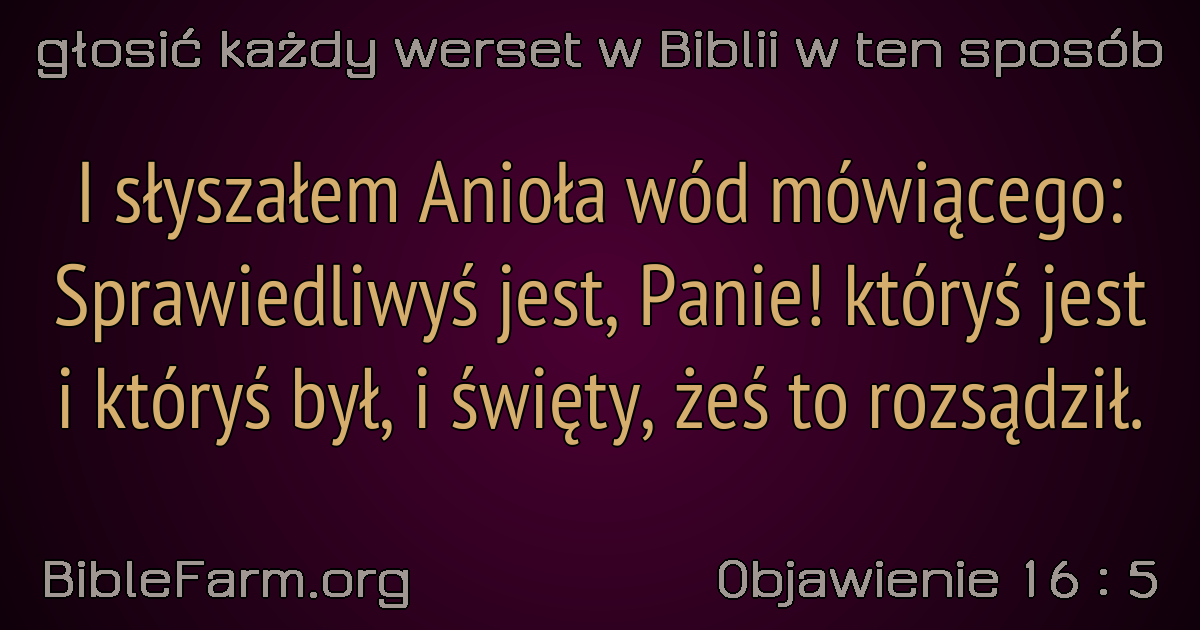 głosić każdy werset w Biblii w ten sposób
I słyszałem Anioła wód mówiącego:
Sprawiedliwyś jest, Panie! któryś jest
i któryś był, i święty, żeś to rozsądził.
BibleFarm.org
Objawienie 16 : 5